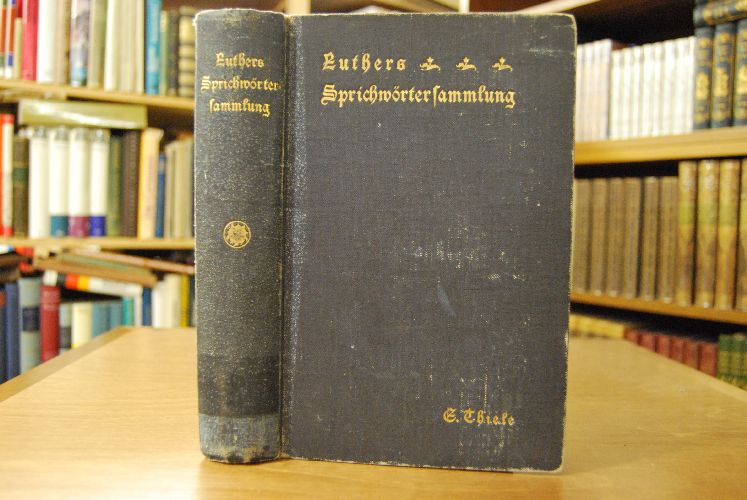 Luthers
Sprichwörter-
sammlung
Luthers
Sprichwörtersammlung
E. Thiele